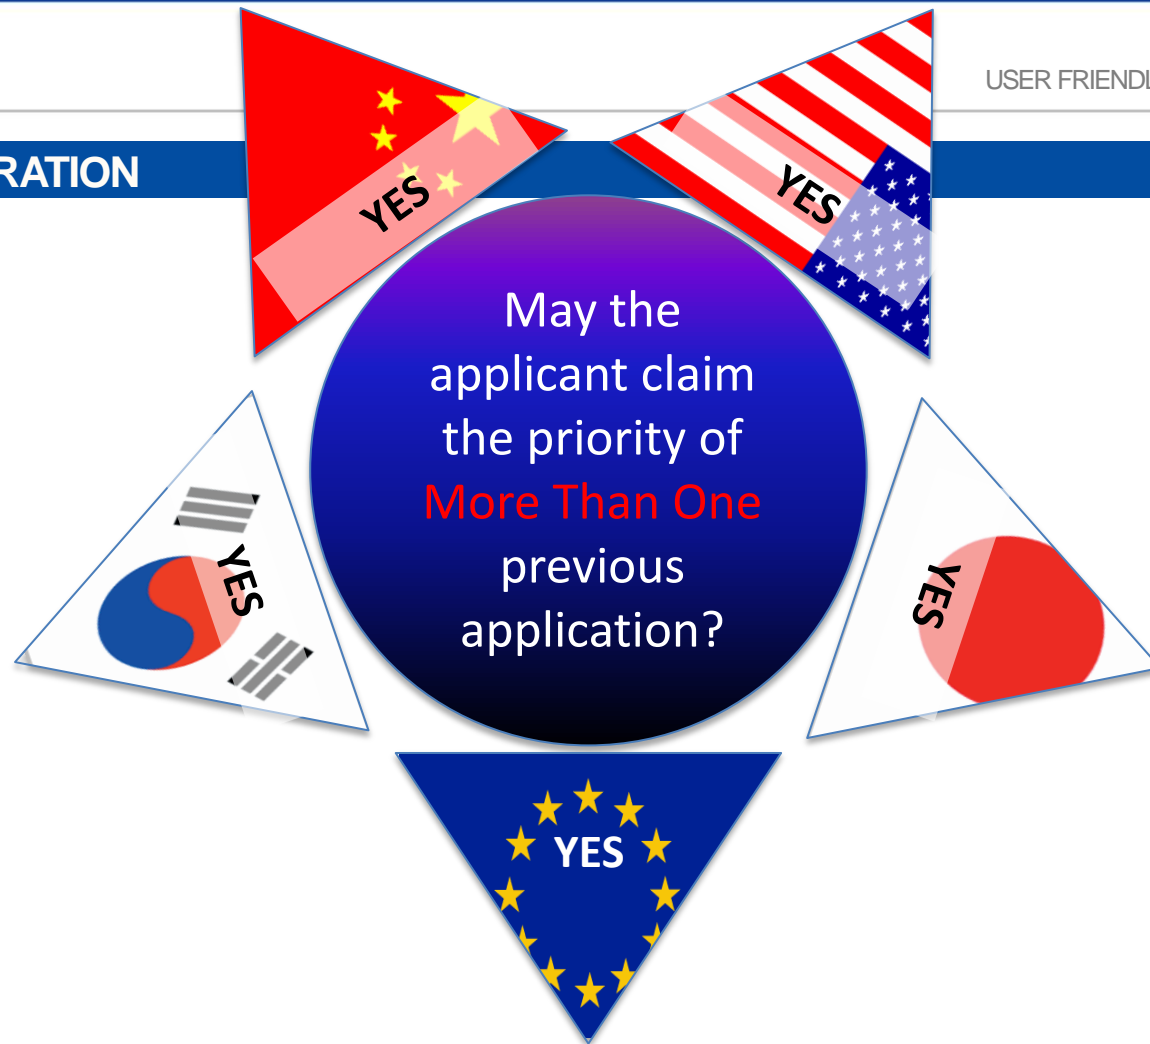 USER FRIENDL
RATION
YES
YES
May the
applicant claim
the priority of
More Than One
previous
application?
YES
YES
YES